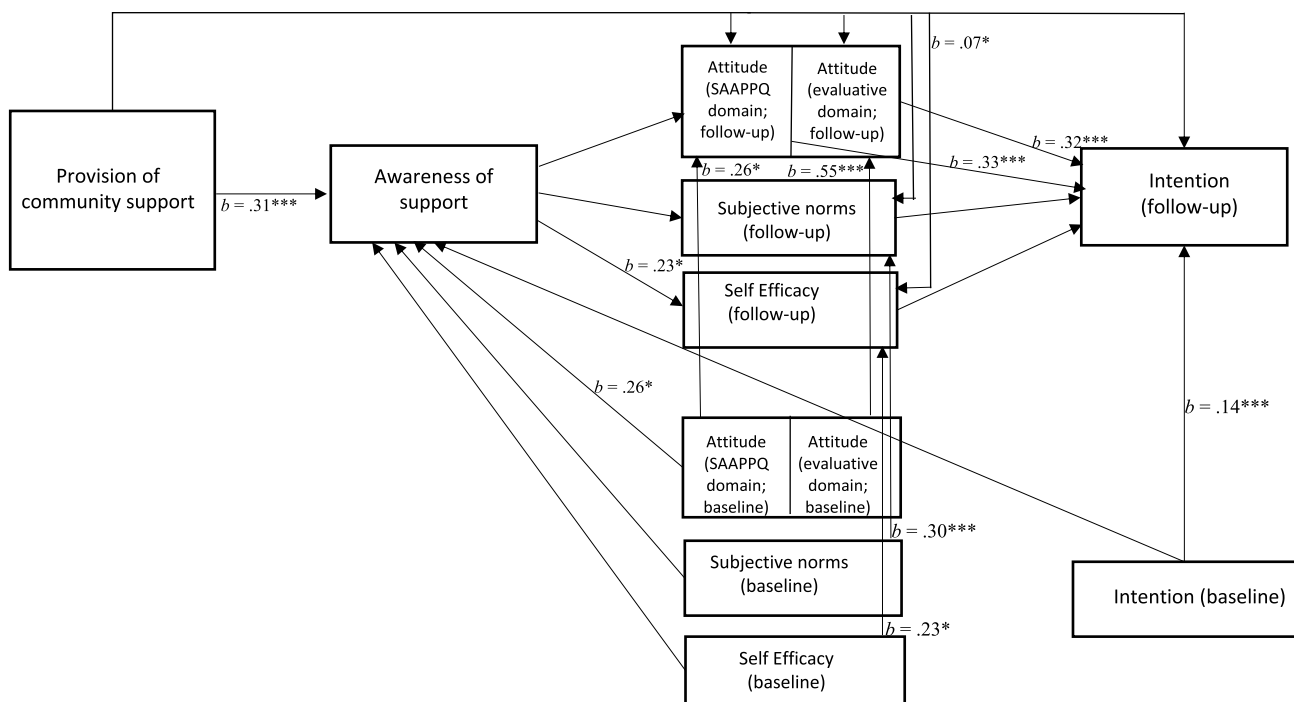 b = .07*
Attitude
(SAAPPQ
domain;
follow-up)
Attitude
(evaluative
domain;
follow-up)
b = .32***
b = .33***
Provision of
community support
b = .31***
Awareness of
support
b = .26*
b = .55***
Intention
(follow-up)
Subjective norms
(follow-up)
b = .23*
Self Efficacy
(follow-up)
b = .26*
b = .14***
Attitude
(SAAPPQ
domain;
baseline)
Attitude
(evaluative
domain;
baseline)
b = .30***
Subjective norms
(baseline)
Intention (baseline)
b = .23*
Self Efficacy
(baseline)